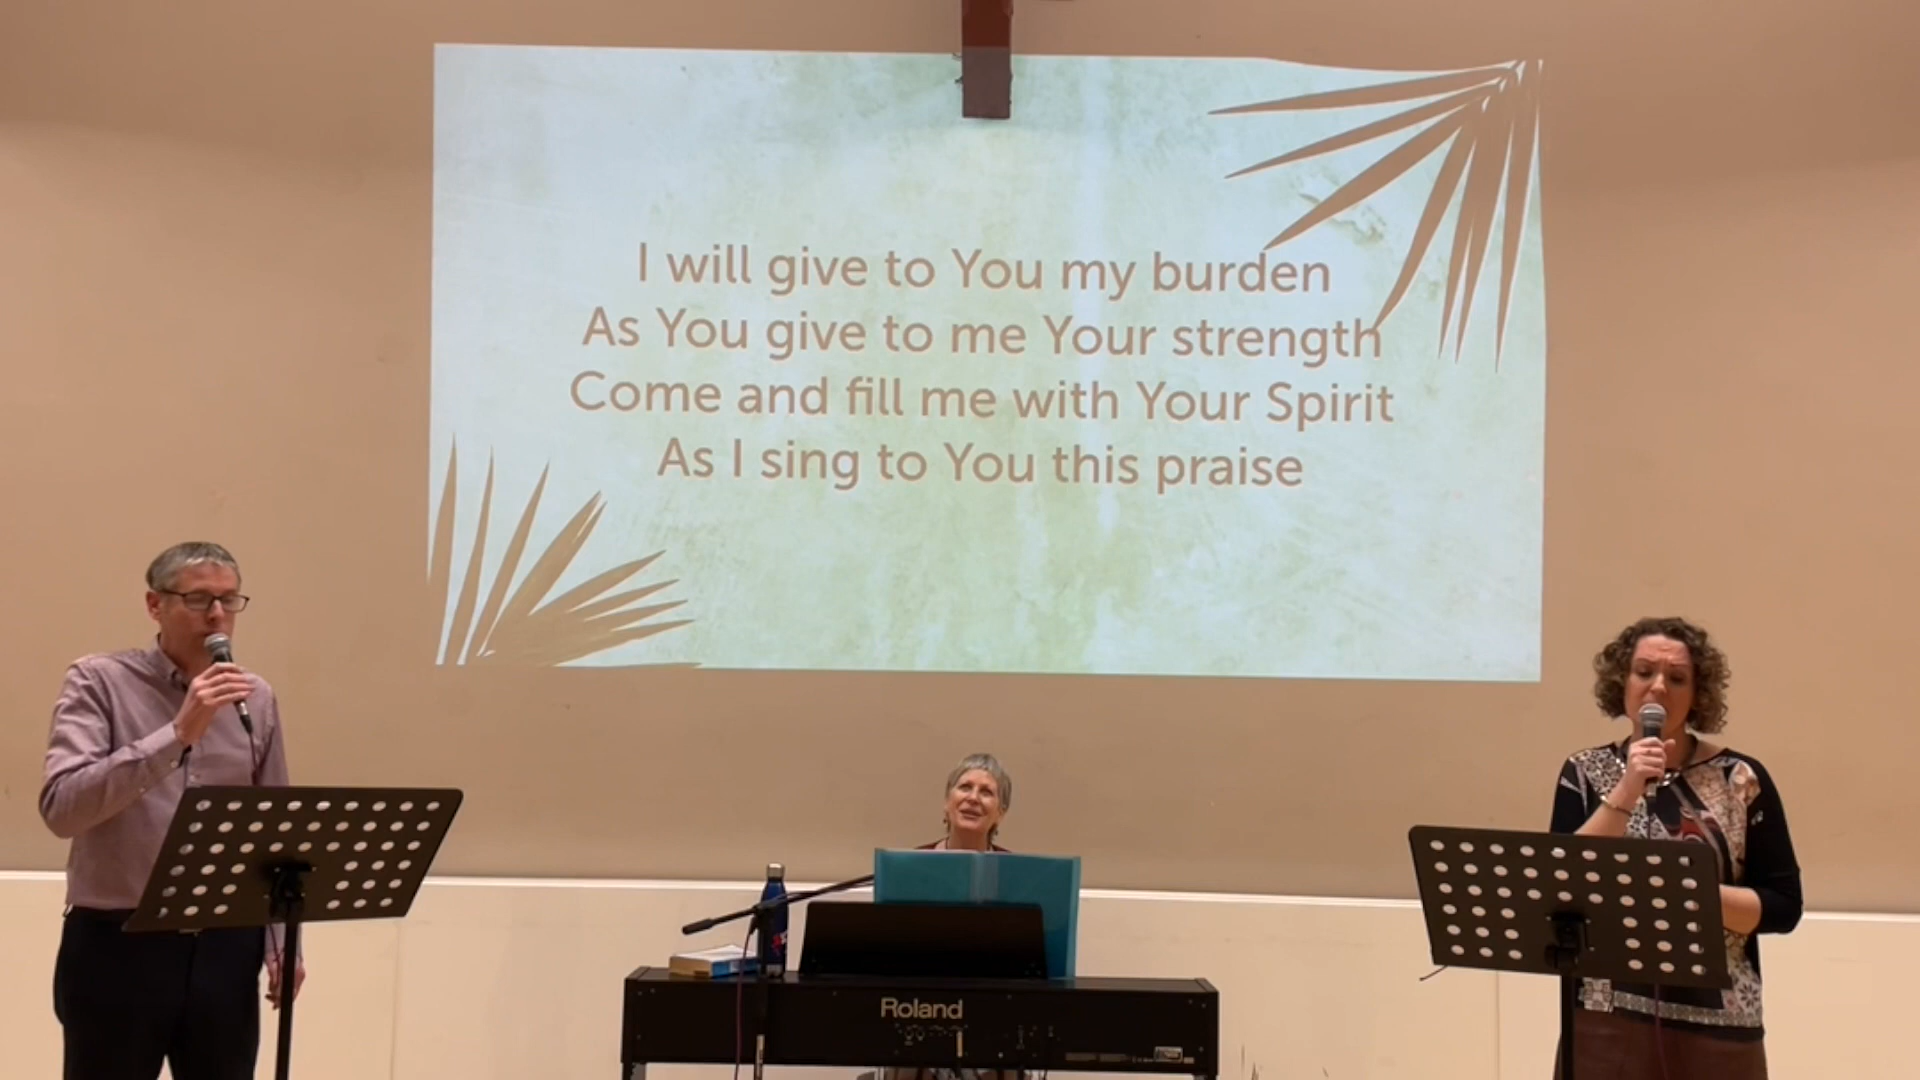 I will give to You my burden
As You give to me Your strength
Come and fill me with Your Spirit
As I sing to You this praise
Roland